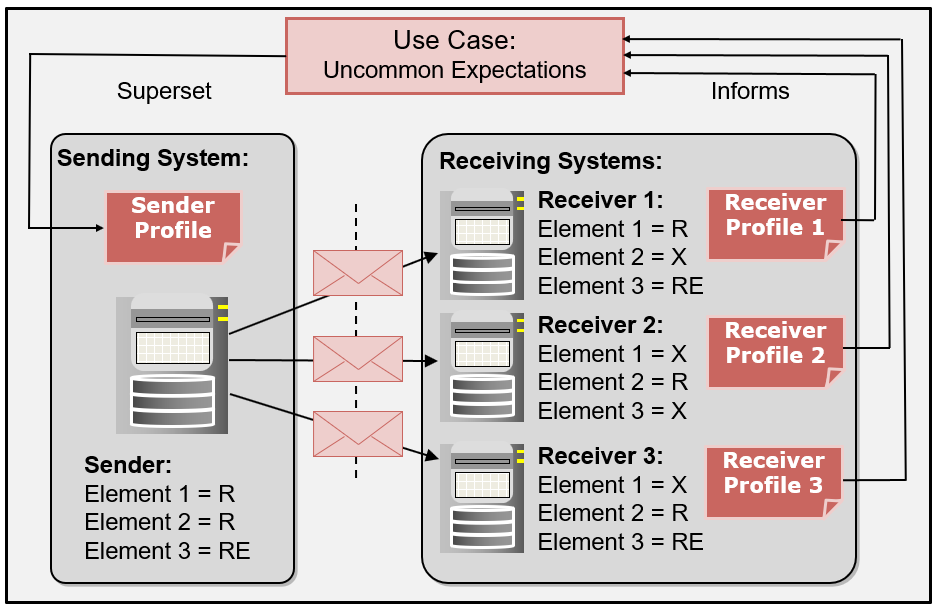 Use Case:
Uncommon Expectations
Superset
Informs
Sending System:
Sender
Profile
Sender:
Element 1 = R
Element 2 = R
Element 3 = RE
Receiving Systems:
Receiver 1:
Element 1 = R
Element 2 = X
Element 3 = RE
Receiver
Profile 1
Receiver 2:
Element 1 = X
Element 2 = R
Element 3 = X
Receiver
Profile 2
Receiver 3:
Element 1 = X
Element 2 = R
Element 3 = RE
Receiver
Profile 3